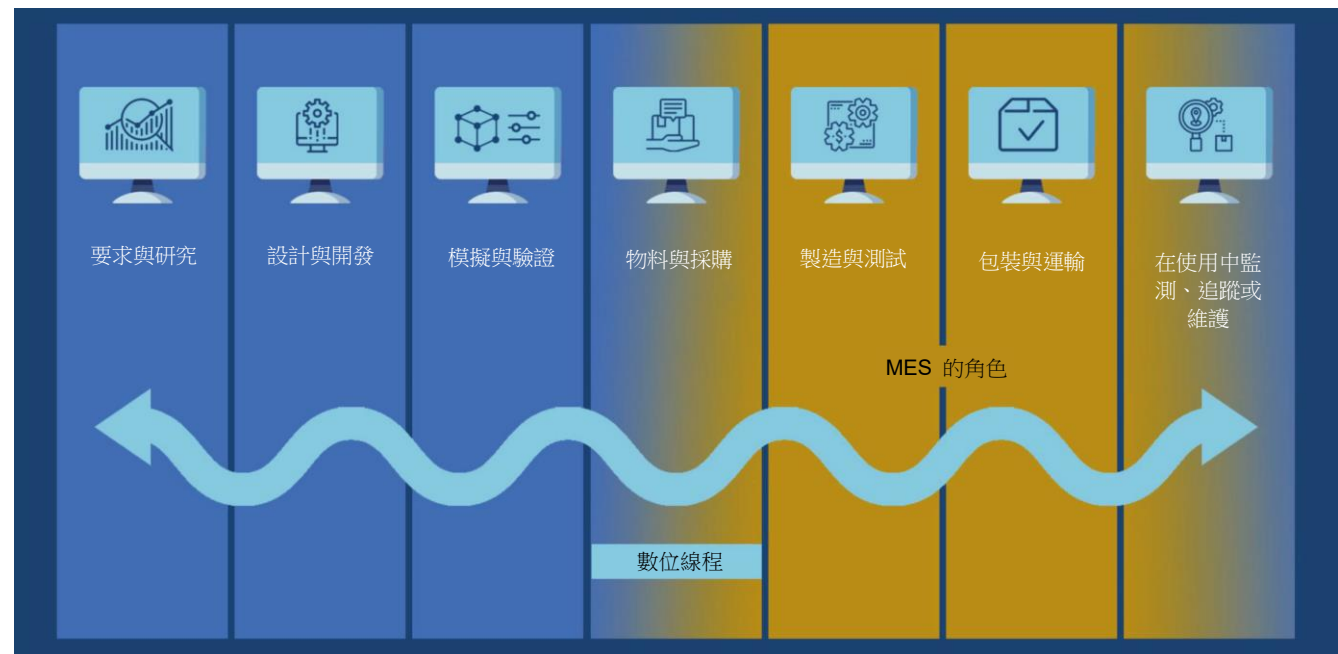 要求與研究
設計與開發
模擬與驗證
物料與採購
製造與測試
包裝與運輸
在使用中監
測、追蹤或
維護
MES 的角色
數位線程